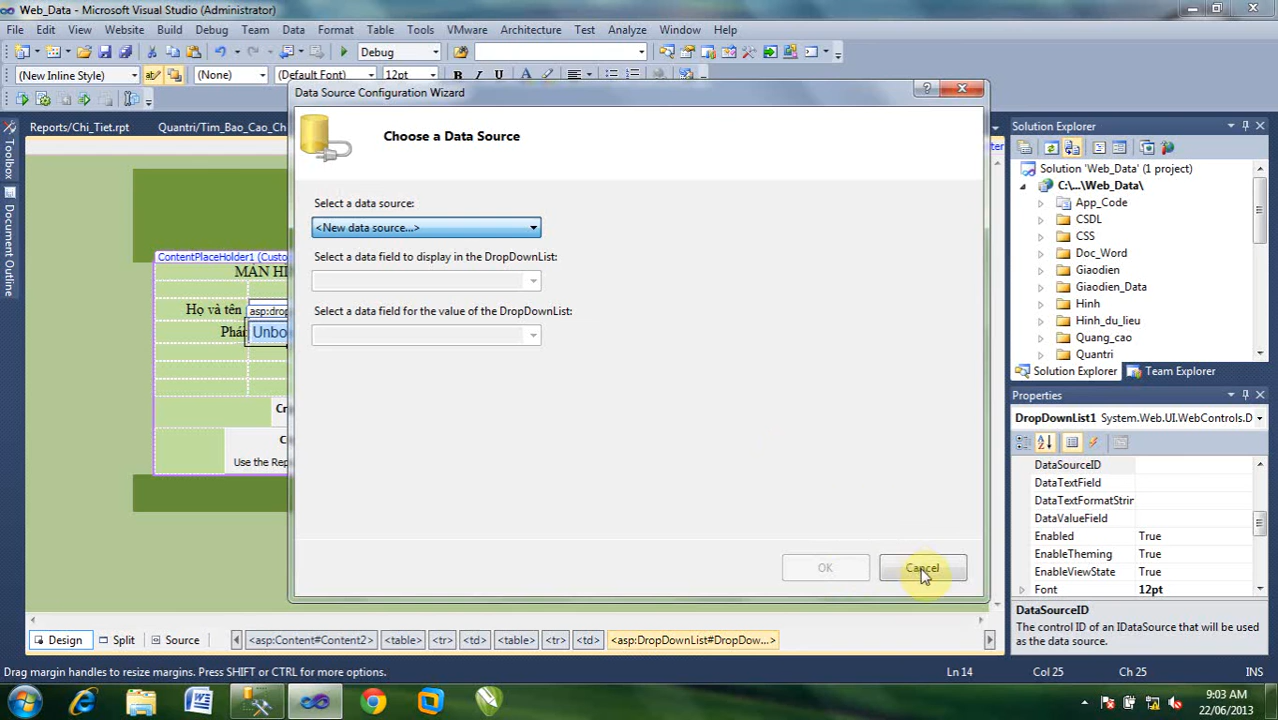 Web_Data - Microsoft Visual Studio (Administrator)
File Edit View Website Build Debug Team Data Format Table Tools VMware Architecture Test Analyze Window Help
Debug
(New Inline Style) (None) (Default Font) 12pt B I U A
Data Source Configuration Wizard
Choose a Data Source
Select a data source:
<New data source...>
Select a data field to display in the DropDownList:
Select a data field for the value of the DropDownList:
OK Cancel
Reports/Chi_Tiet.rpt Quantri/Tim_Bao_Cao_Ch
Toolbox
Document Outline
ContentPlaceHolder1 (Custo
MÀN HÌ
Họ và tên asp:drop
Phái Unbo
Cr
C
Use the Rep
Solution Explorer
Solution 'Web_Data' (1 project)
C:\...\Web_Data\
App_Code
CSDL
CSS
Doc_Word
Giaodien
Giaodien_Data
Hinh
Hinh_du_lieu
Quang_cao
Quantri
Solution Explorer Team Explorer
Properties
DropDownList1 System.Web.UI.WebControls.D
DataSourceID
DataTextField
DataTextFormatStrir
DataValueField
Enabled True
EnableTheming True
EnableViewState True
Font 12pt
DataSourceID
The control ID of an IDataSource that will be used as the data source.
Design Split Source <asp:Content#Content2> <table> <tr> <td> <table> <tr> <td> <asp:DropDownList#DropDow...>
Drag margin handles to resize margins. Press SHIFT or CTRL for more options. Ln 14 Col 25 Ch 25 INS
9:03 AM
22/06/2013